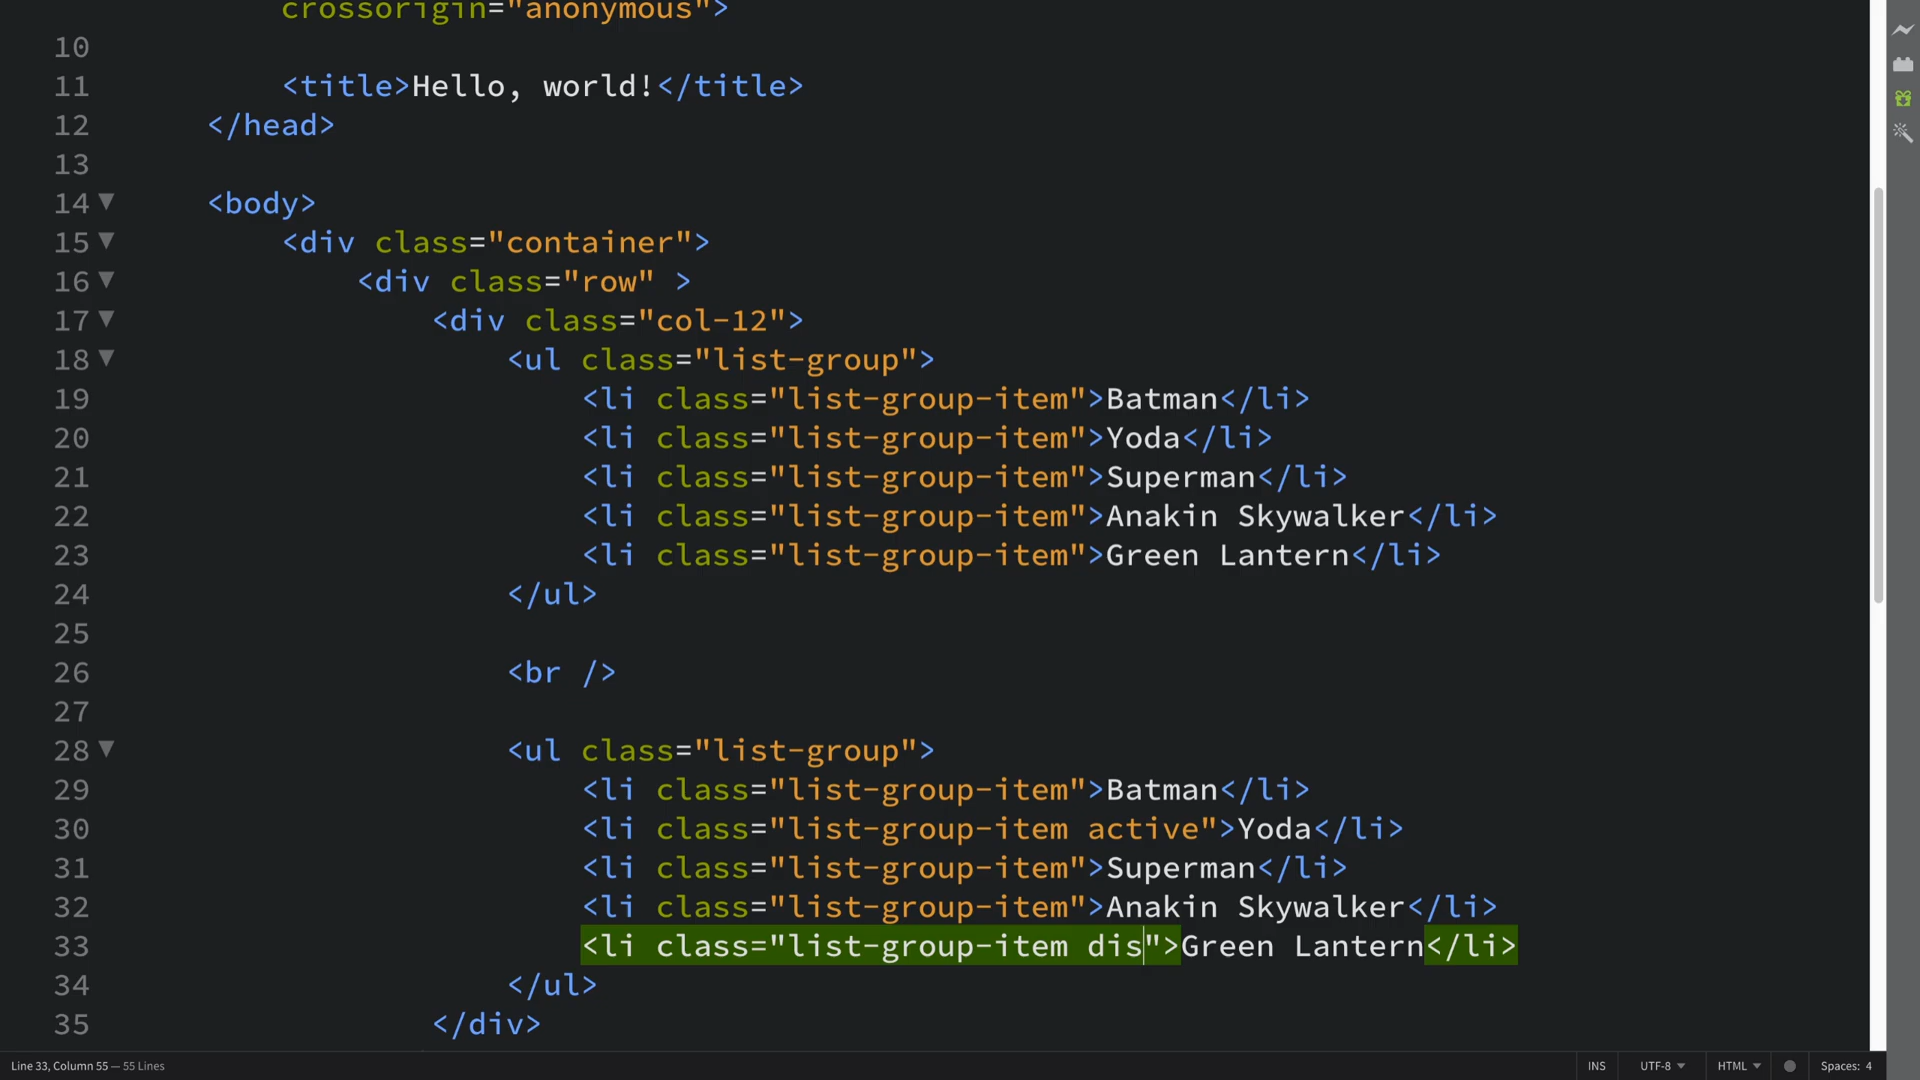 crossorigin="anonymous">
10
11 <title>Hello, world!</title>
12 </head>
13
14 <body>
15 <div class="container">
16 <div class="row" >
17 <div class="col-12">
18 <ul class="list-group">
19 <li class="list-group-item">Batman</li>
20 <li class="list-group-item">Yoda</li>
21 <li class="list-group-item">Superman</li>
22 <li class="list-group-item">Anakin Skywalker</li>
23 <li class="list-group-item">Green Lantern</li>
24 </ul>
25
26 <br />
27
28 <ul class="list-group">
29 <li class="list-group-item">Batman</li>
30 <li class="list-group-item active">Yoda</li>
31 <li class="list-group-item">Superman</li>
32 <li class="list-group-item">Anakin Skywalker</li>
33 <li class="list-group-item dis">Green Lantern</li>
34 </ul>
35 </div>
Line 33, Column 55 — 55 Lines INS UTF-8 HTML Spaces: 4